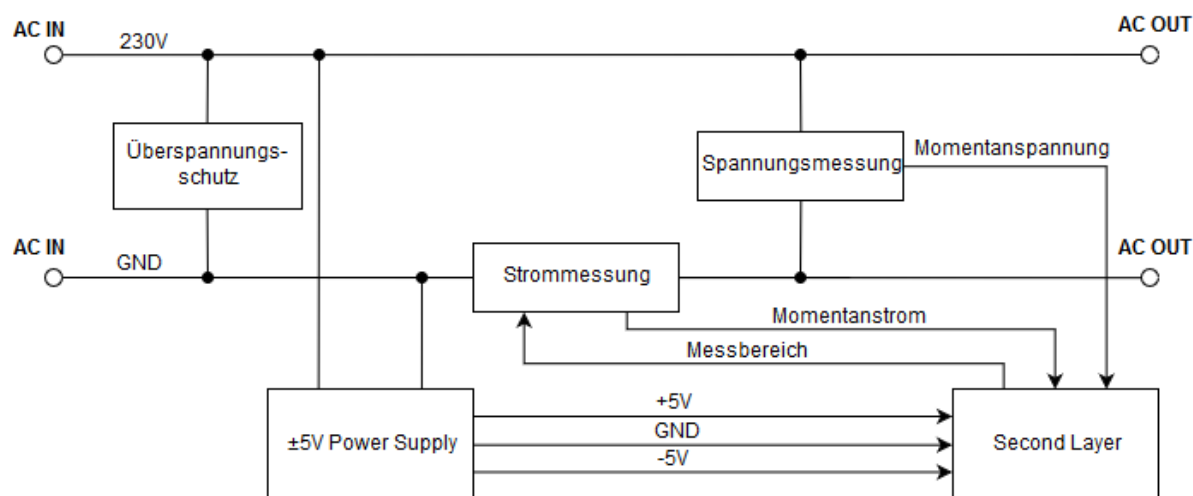 AC IN
230V
AC OUT
Überspannungs-
schutz
Spannungsmessung
Momentanspannung
AC IN
GND
Strommessung
AC OUT
Momentanstrom
Messbereich
±5V Power Supply
+5V
GND
-5V
Second Layer